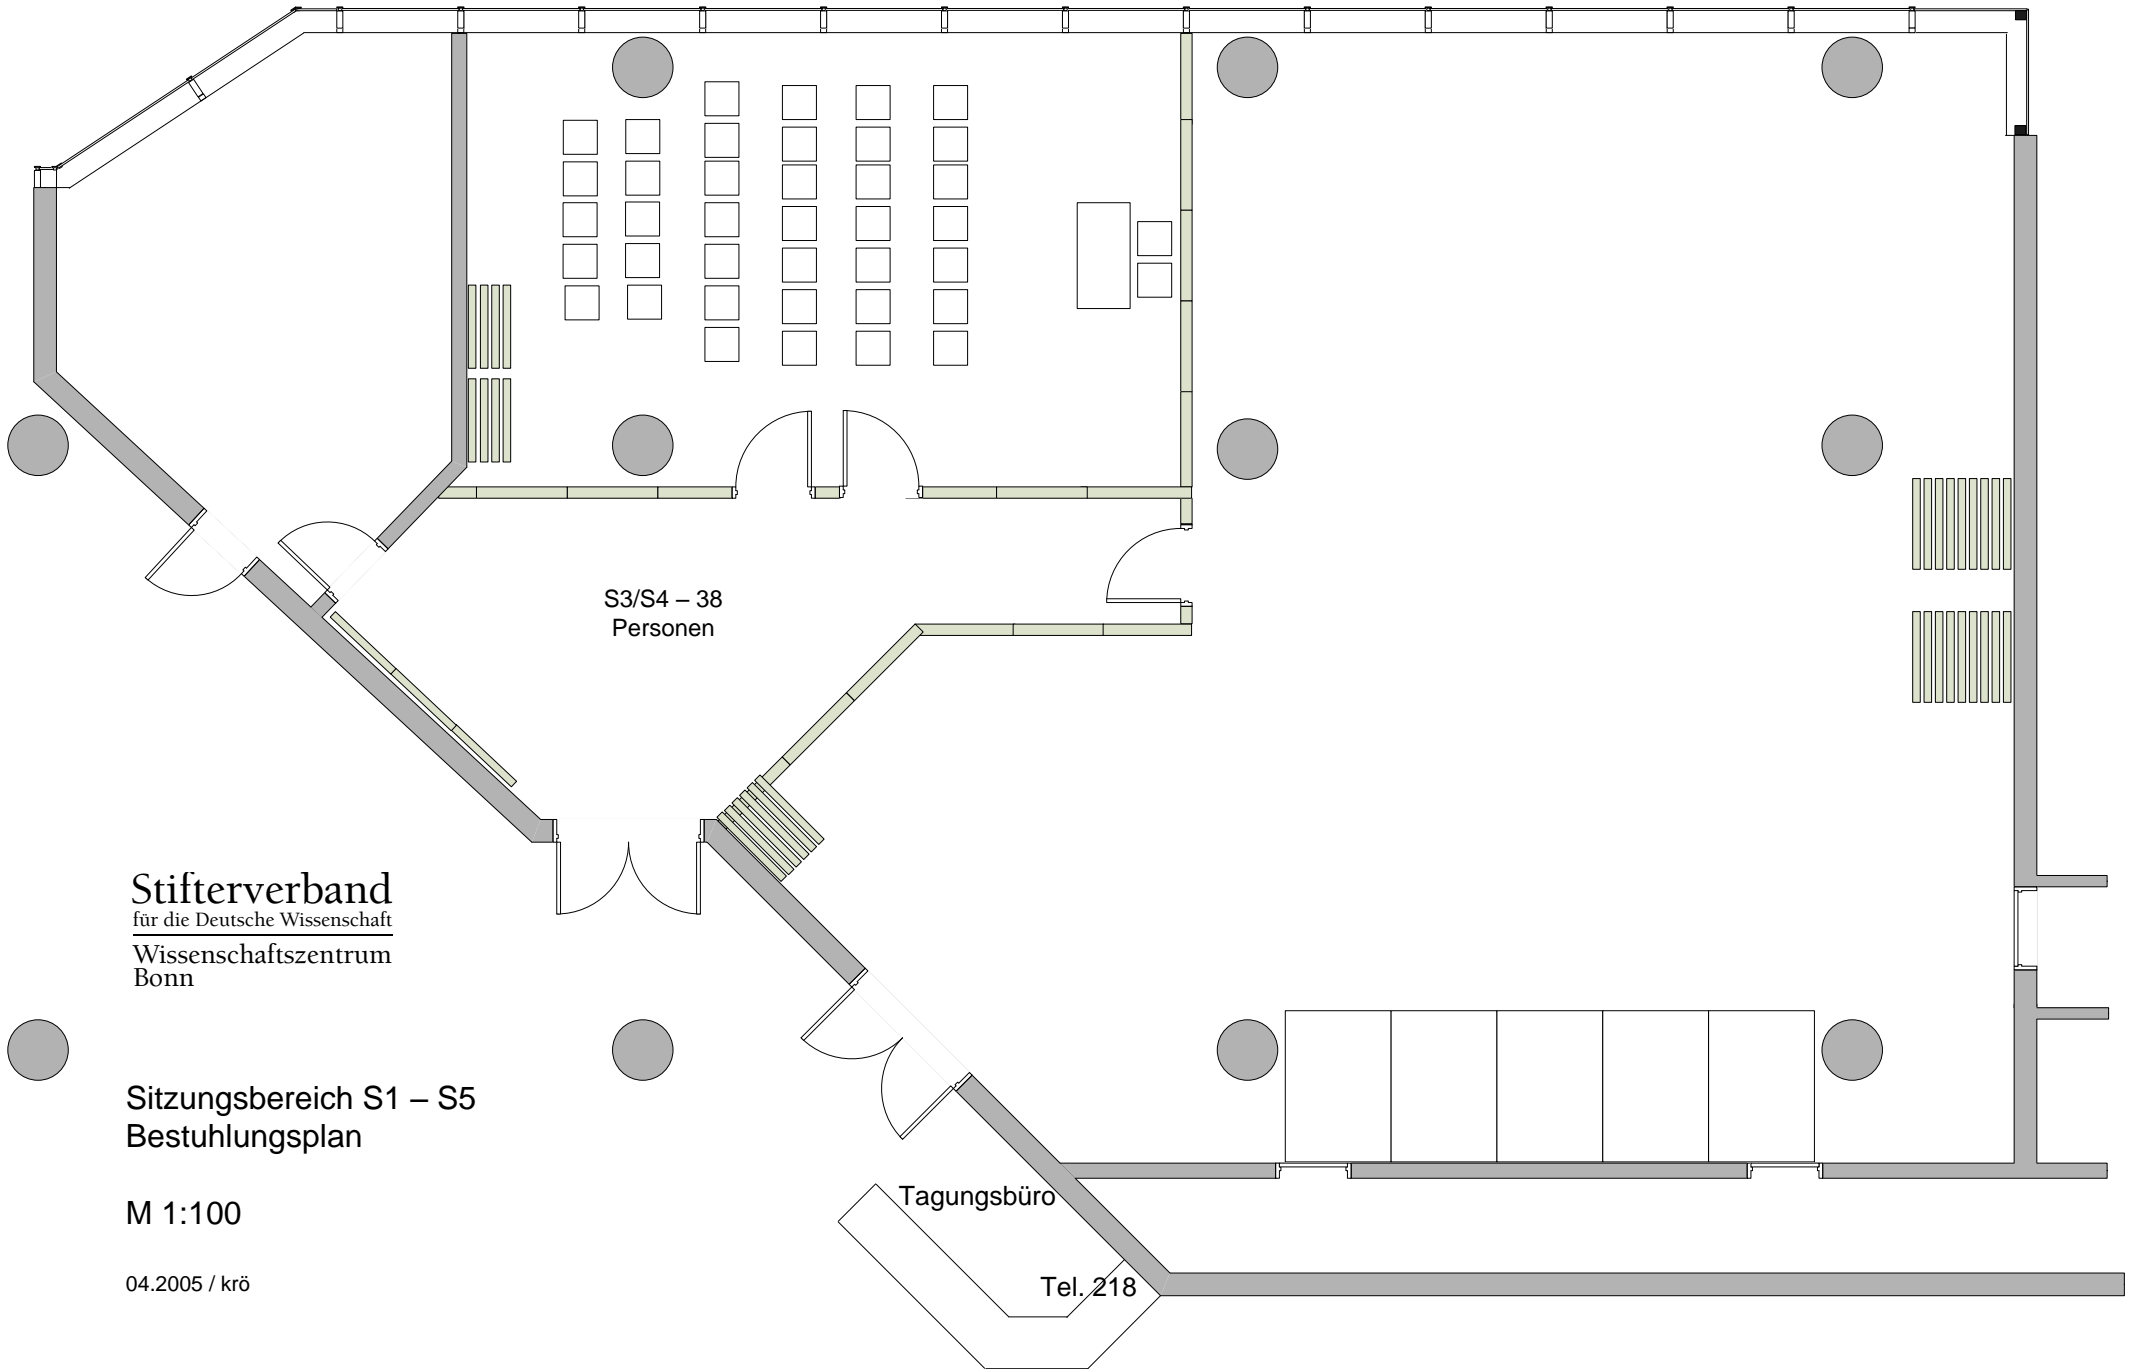 S3/S4 – 38
Personen
Stifterverband
für die Deutsche Wissenschaft
Wissenschaftszentrum
Bonn
Sitzungsbereich S1 – S5
Bestuhlungsplan
M 1:100
04.2005 / krö
Tagungsbüro
Tel. 218